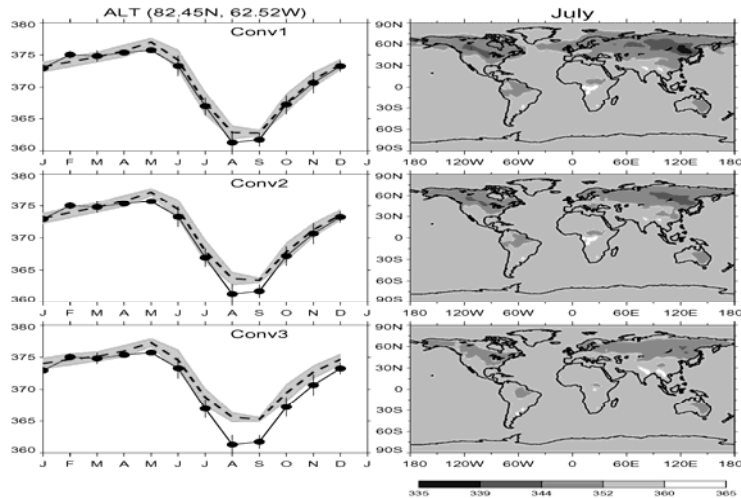 ALT (82.45N, 62.52W)
July
380
Conv1
375
370
365
360
J F M A M J J A S O N D J
90N
60N
30N
0
30S
60S
90S
180 120W 60W 0 60E 120E 180
380
Conv2
375
370
365
360
J F M A M J J A S O N D J
90N
60N
30N
0
30S
60S
90S
180 120W 60W 0 60E 120E 180
380
Conv3
375
370
365
360
J F M A M J J A S O N D J
90N
60N
30N
0
30S
60S
90S
180 120W 60W 0 60E 120E 180
335 339 344 352 360 365